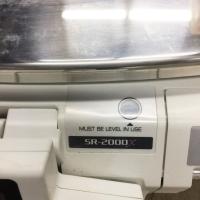 MUST BE LEVEL IN USE
SR-2000X